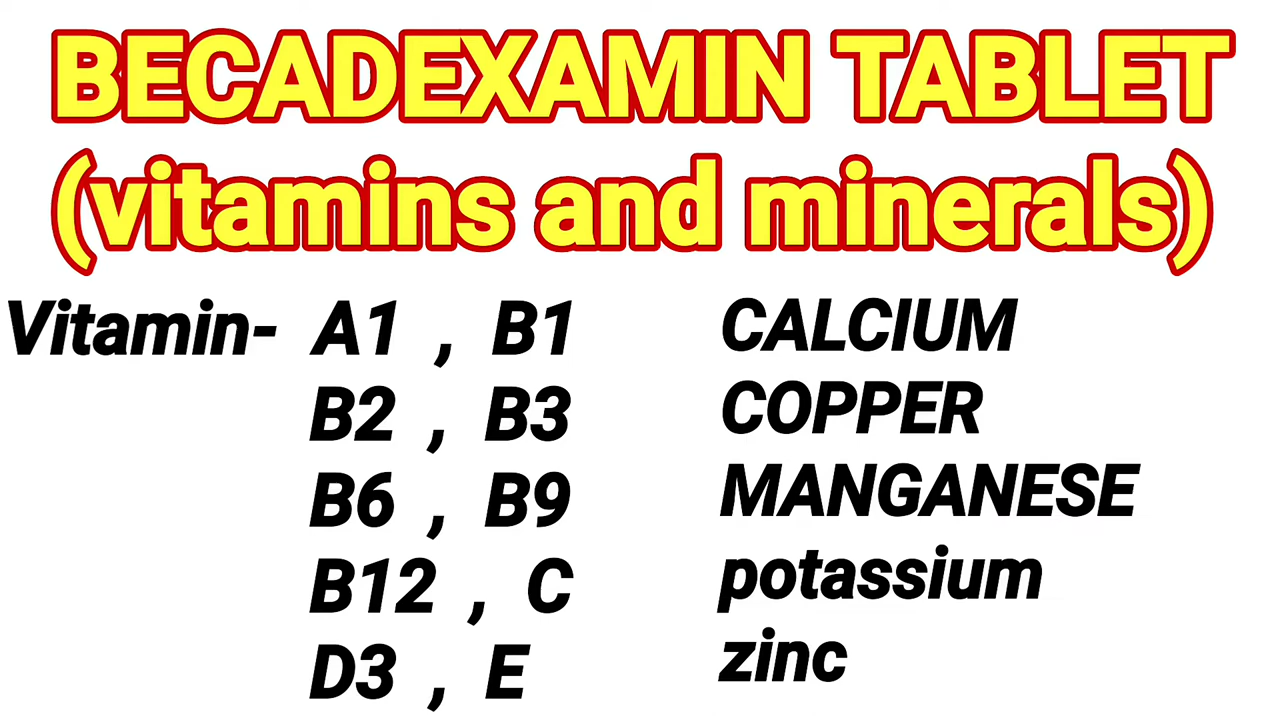 BECADEXAMIN TABLET
(vitamins and minerals)
Vitamin- A1 , B1
B2 , B3
B6 , B9
B12 , C
D3 , E
CALCIUM
COPPER
MANGANESE
potassium
zinc